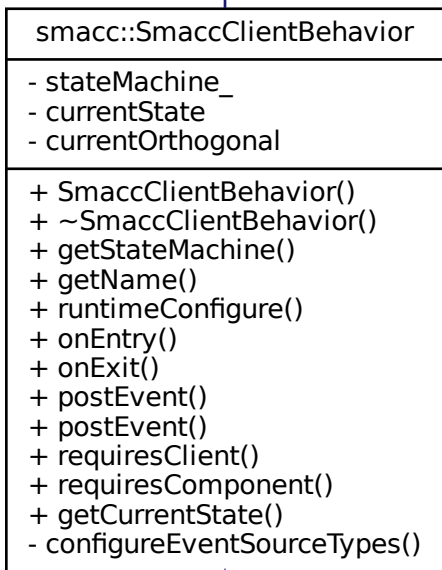 smacc::SmaccClientBehavior
- stateMachine_
- currentState
- currentOrthogonal
+ SmaccClientBehavior()
+ ~SmaccClientBehavior()
+ getStateMachine()
+ getName()
+ runtimeConfigure()
+ onEntry()
+ onExit()
+ postEvent()
+ postEvent()
+ requiresClient()
+ requiresComponent()
+ getCurrentState()
- configureEventSourceTypes()